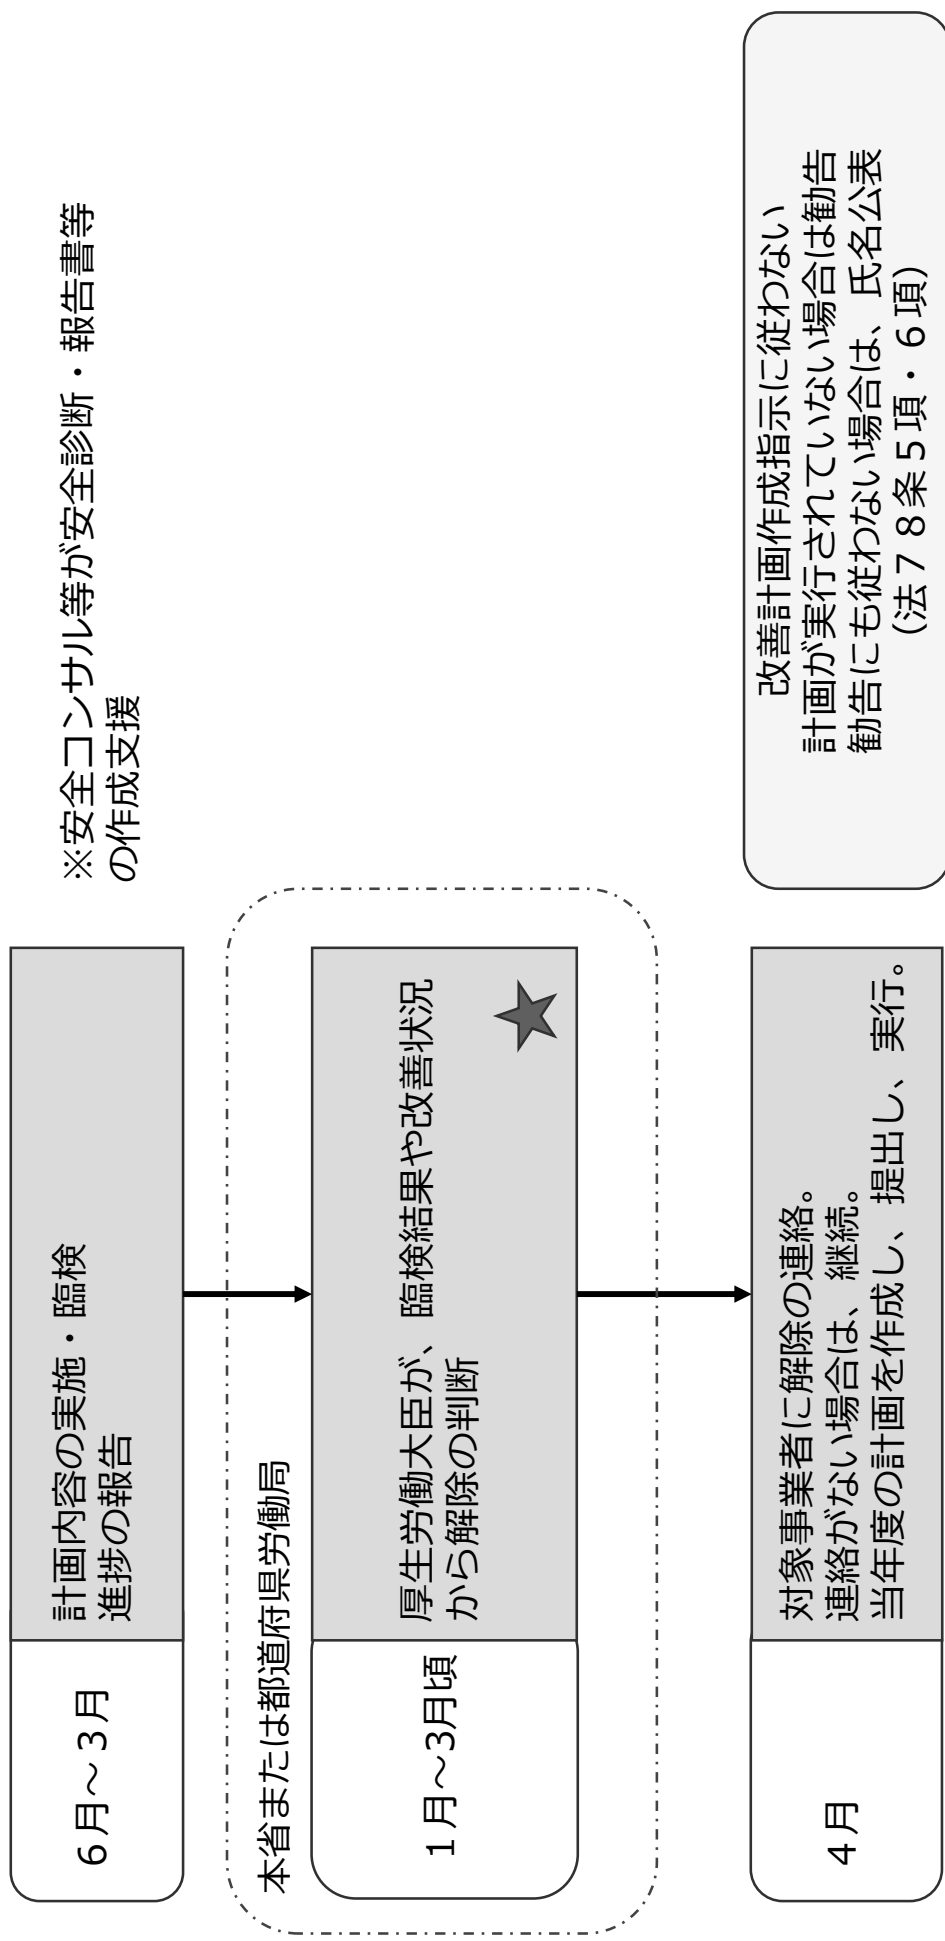 6月～3月
計画内容の実施・臨検
進捗の報告
※安全コンサル等が安全診断・報告書等
の作成支援
本省または都道府県労働局
1月～3月頃
厚生労働大臣が、臨検結果や改善状況
から解除の判断
4月
対象事業者に解除の連絡。
連絡がない場合は、継続。
当年度の計画を作成し、提出し、実行。
改善計画作成指示に従わない
計画が実行されていない場合は勧告
勧告にも従わない場合は、氏名公表
（法７８条５項・６項）